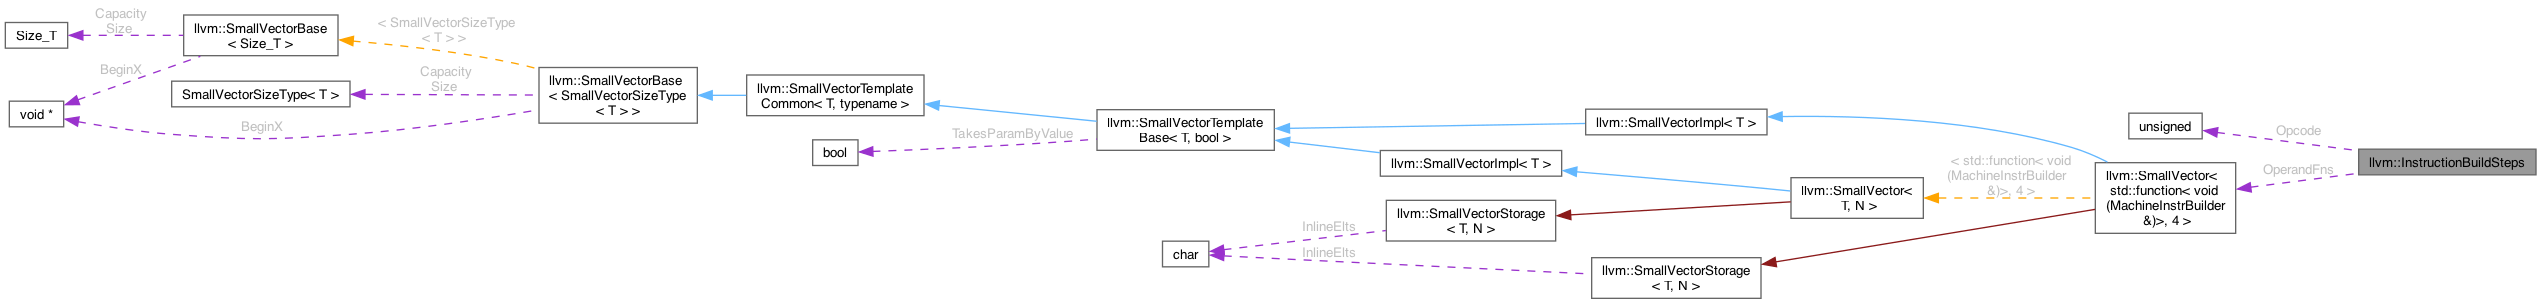 Size_T
Capacity
Size
llvm::SmallVectorBase
< Size_T >
< SmallVectorSizeType
< T > >
BeginX
SmallVectorSizeType< T >
Capacity
Size
void *
BeginX
llvm::SmallVectorBase
< SmallVectorSizeType
< T > >
llvm::SmallVectorTemplate
Common< T, typename >
bool
TakesParamByValue
llvm::SmallVectorTemplate
Base< T, bool >
llvm::SmallVectorImpl< T >
llvm::SmallVectorImpl< T >
char
InlineElts
InlineElts
llvm::SmallVectorStorage
< T, N >
llvm::SmallVectorStorage
< T, N >
llvm::SmallVector<
T, N >
< std::function< void
(MachineInstrBuilder
&)>, 4 >
unsigned
Opcode
llvm::SmallVector<
std::function< void
(MachineInstrBuilder
&)>, 4 >
OperandFns
llvm::InstructionBuildSteps